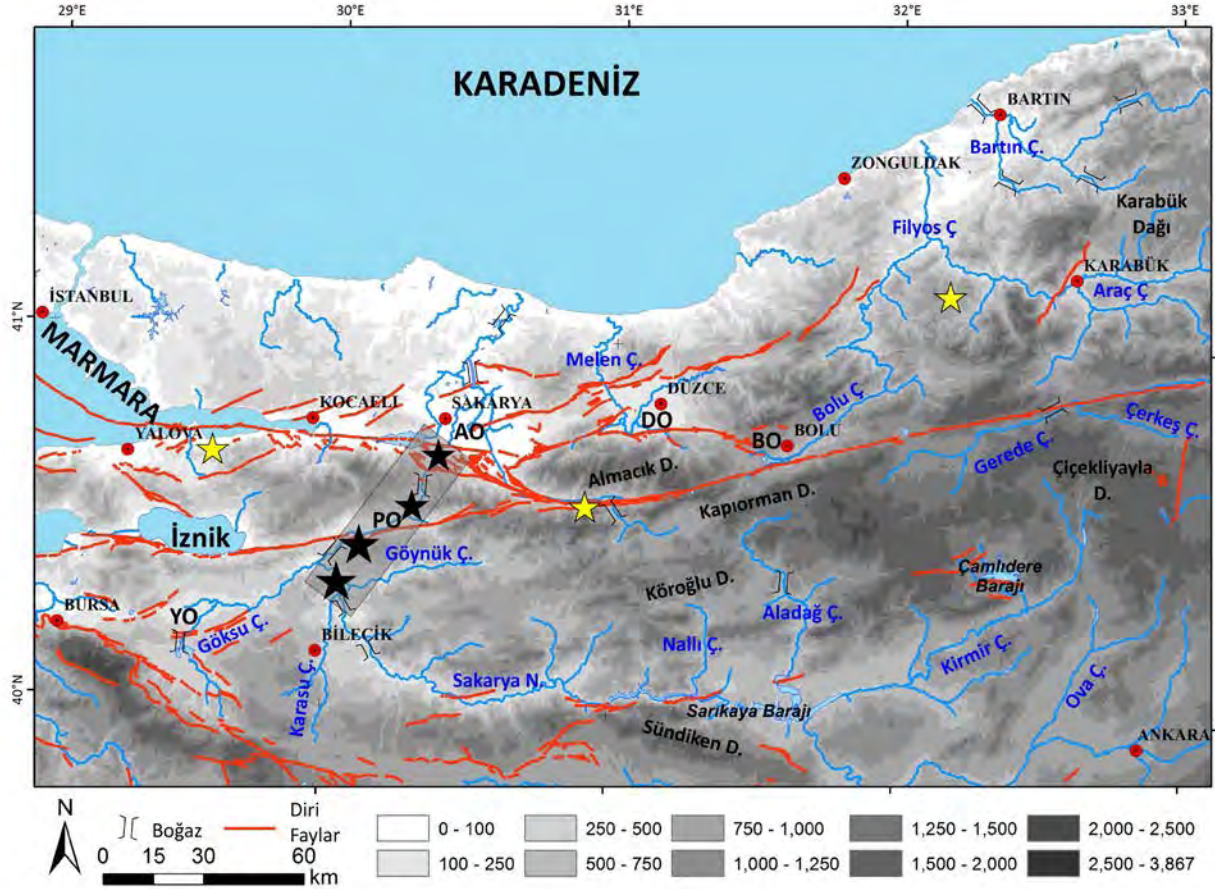 29°E 30°E 31°E 32°E 33°E
KARADENİZ
BARTIN
Bartın Ç.
ZONGULDAK
Karabük
Dağı
Filyos Ç
KARABÜK
Araç Ç
41°N
İSTANBUL
MARMARA
Melen Ç.
KOCAELİ
SAKARYA
DÜZCE
YALOVA
AO
DO
BO
BOLU
Bolu Ç
Çerkeş Ç.
Gerede Ç.
Almacık D.
Çiçekliyayla
D.
Kapıorman D.
PO
İznik
Göynük Ç.
Köroğlu D.
Çamlıdere
Barajı
BURSA
YO
Göksu Ç.
BİLEÇİK
Aladağ Ç.
Nallı Ç.
Kirmir Ç.
Karasu Ç.
Sakarya N.
Ova Ç.
40°N
Sarıkaya Barajı
Sündiken D.
ANKARA
N
Boğaz
Diri
Faylar
0 15 30 60
km
0 - 100 250 - 500 750 - 1,000 1,250 - 1,500 2,000 - 2,500
100 - 250 500 - 750 1,000 - 1,250 1,500 - 2,000 2,500 - 3,867